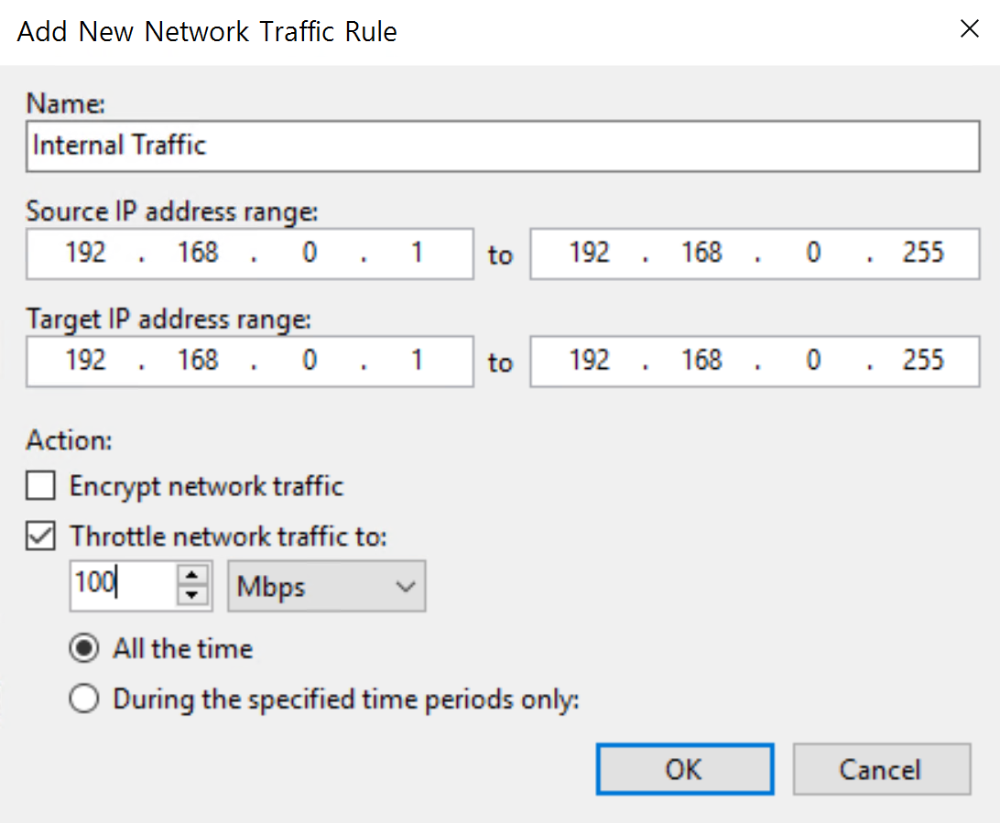 Add New Network Traffic Rule
Name:
Internal Traffic
Source IP address range:
192 . 168 . 0 . 1 to 192 . 168 . 0 . 255
Target IP address range:
192 . 168 . 0 . 1 to 192 . 168 . 0 . 255
Action:
Encrypt network traffic
Throttle network traffic to:
100 Mbps
All the time
During the specified time periods only:
OK Cancel